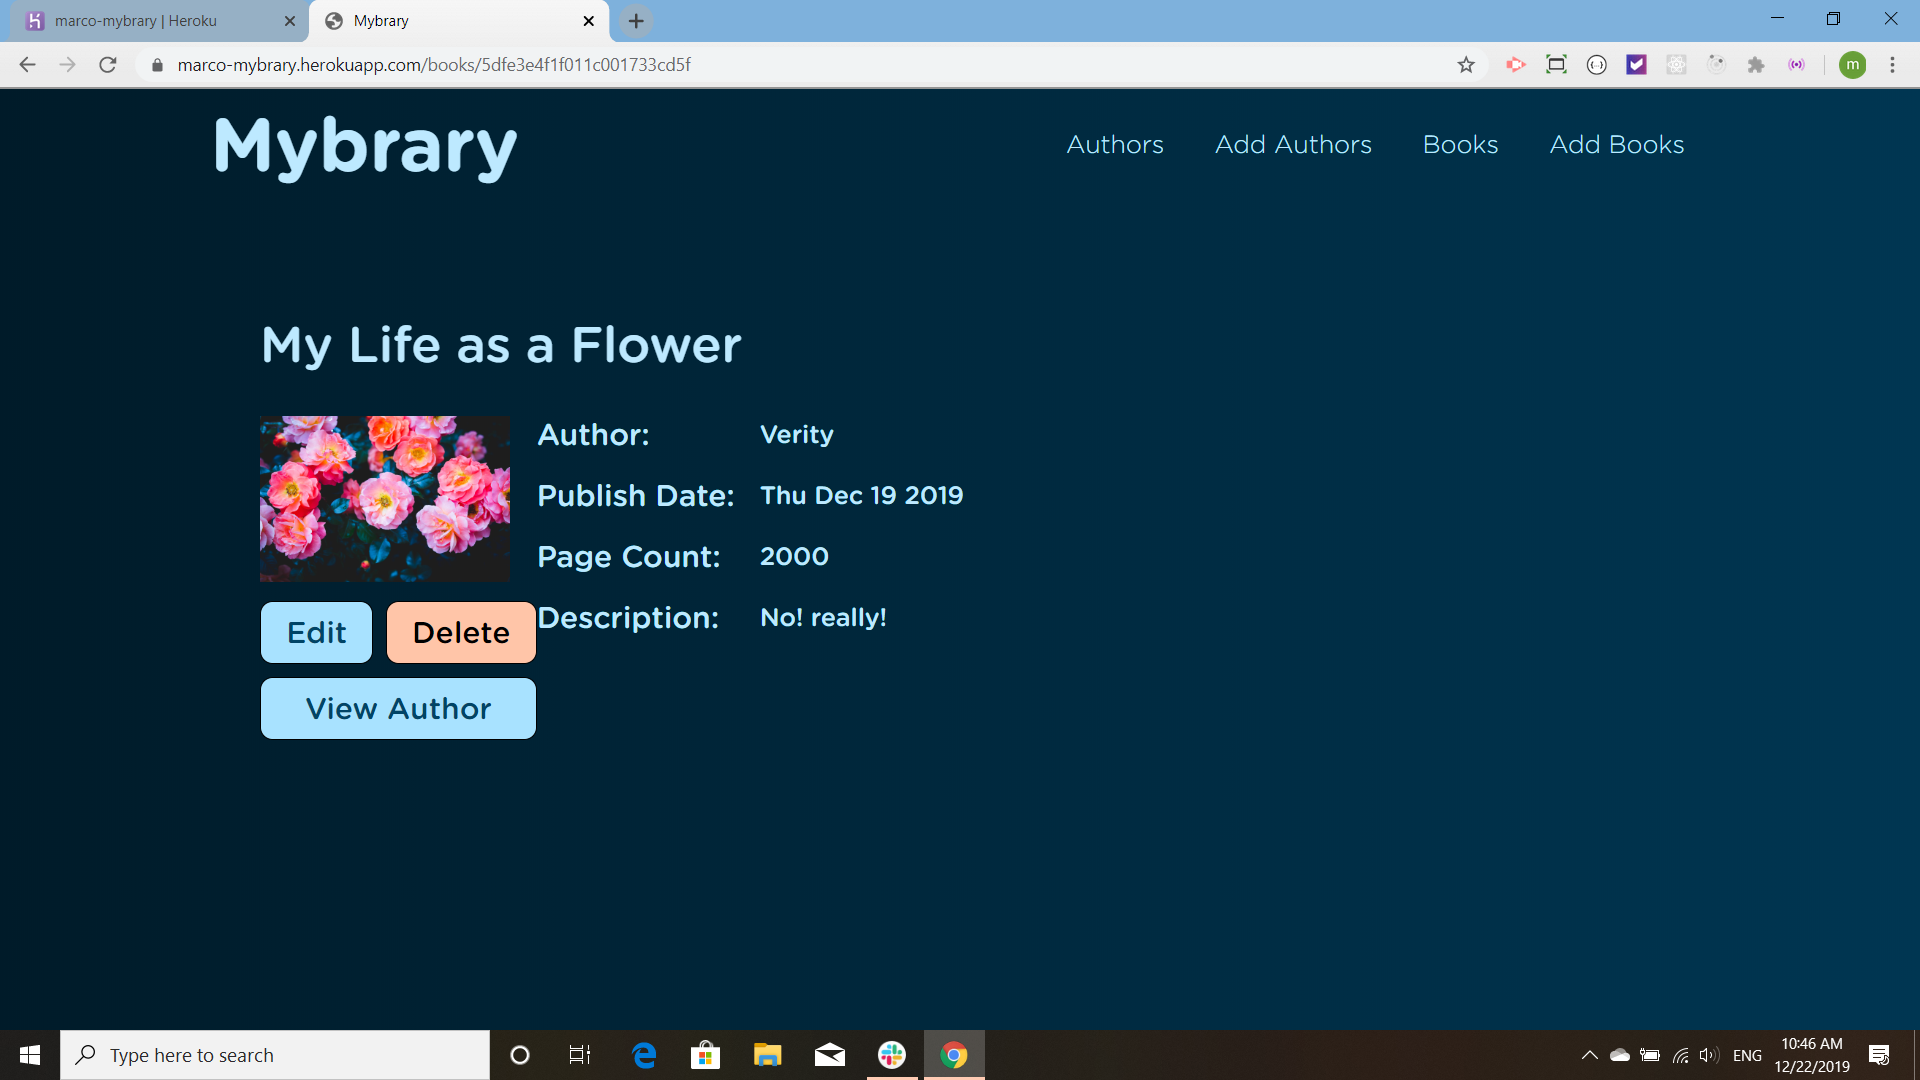 marco-mybrary | Heroku
Mybrary
marco-mybrary.herokuapp.com/books/5dfe3e4f1f011c001733cd5f
m
Mybrary
Authors
Add Authors
Books
Add Books
My Life as a Flower
Author: Verity
Publish Date: Thu Dec 19 2019
Page Count: 2000
Description: No! really!
Edit
Delete
View Author
Type here to search
ENG
10:46 AM
12/22/2019